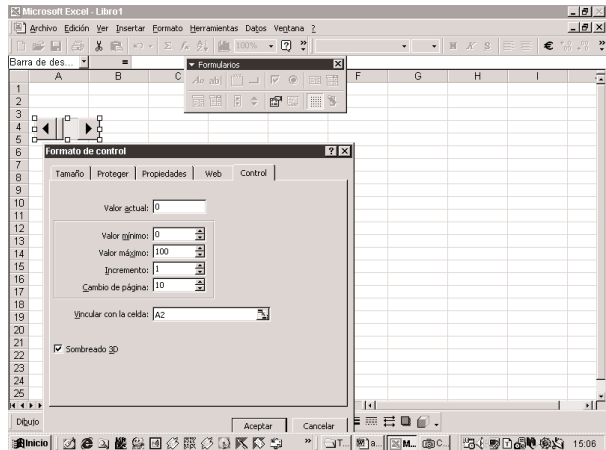 Microsoft Excel - Libro1
Archivo Edición Ver Insertar Formato Herramientas Datos Ventana ?
100% N K S €
Barra de des... =
Formularios
Aa ab|
A B C F G H I
1
2
3
4
5
6
7
8
9
10
11
12
13
14
15
16
17
18
19
20
21
22
23
24
25
Formato de control
Tamaño Proteger Propiedades Web Control
Valor actual: 0
Valor mínimo: 0
Valor máximo: 100
Incremento: 1
Cambio de página: 10
Vincular con la celda: A2
Sombreado 3D
Aceptar Cancelar
Dibujo
Inicio » T... a... M... C... 15:06